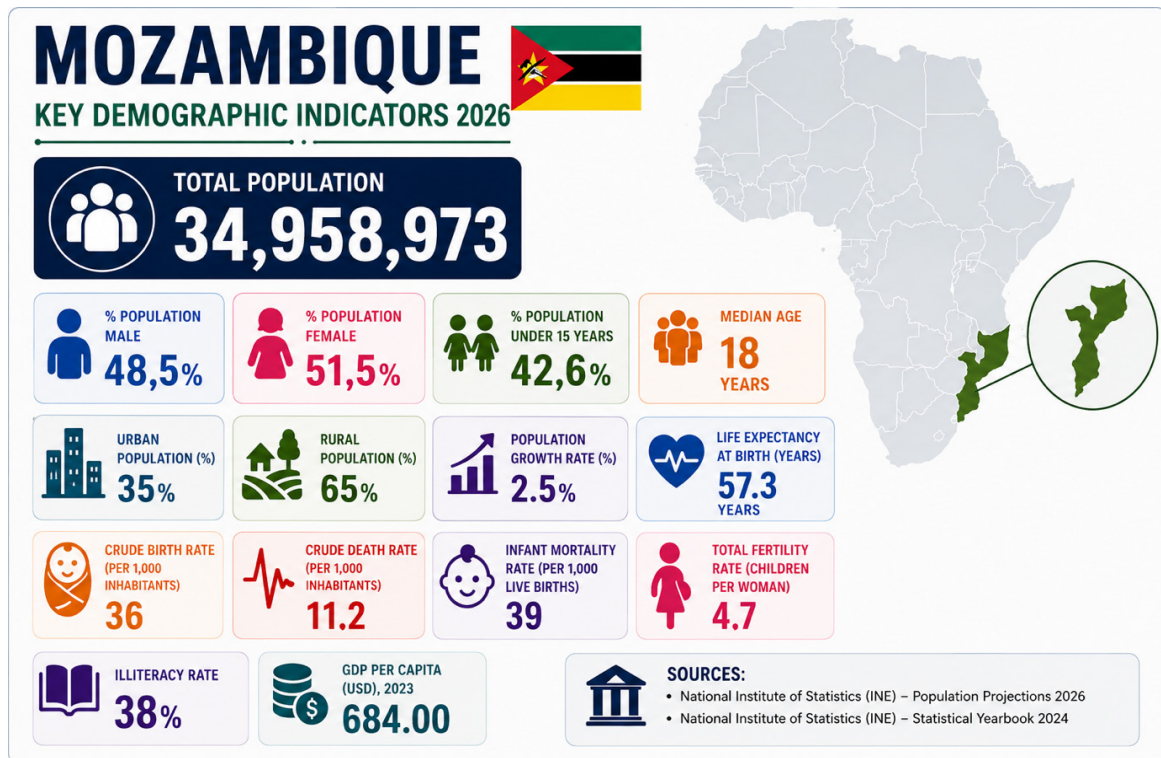 MOZAMBIQUE
KEY DEMOGRAPHIC INDICATORS 2026
TOTAL POPULATION
34,958,973
% POPULATION
MALE
48,5%
% POPULATION
FEMALE
51,5%
% POPULATION
UNDER 15 YEARS
42,6%
MEDIAN AGE
18
YEARS
URBAN
POPULATION (%)
35%
RURAL
POPULATION (%)
65%
POPULATION
GROWTH RATE (%)
2.5%
LIFE EXPECTANCY
AT BIRTH (YEARS)
57.3
YEARS
CRUDE BIRTH RATE
(PER 1,000
INHABITANTS)
36
CRUDE DEATH RATE
(PER 1,000
INHABITANTS)
11.2
INFANT MORTALITY
RATE (PER 1,000
LIVE BIRTHS)
39
TOTAL FERTILITY
RATE (CHILDREN
PER WOMAN)
4.7
ILLITERACY RATE
38%
GDP PER CAPITA
(USD), 2023
684.00
SOURCES:
• National Institute of Statistics (INE) – Population Projections 2026
• National Institute of Statistics (INE) – Statistical Yearbook 2024